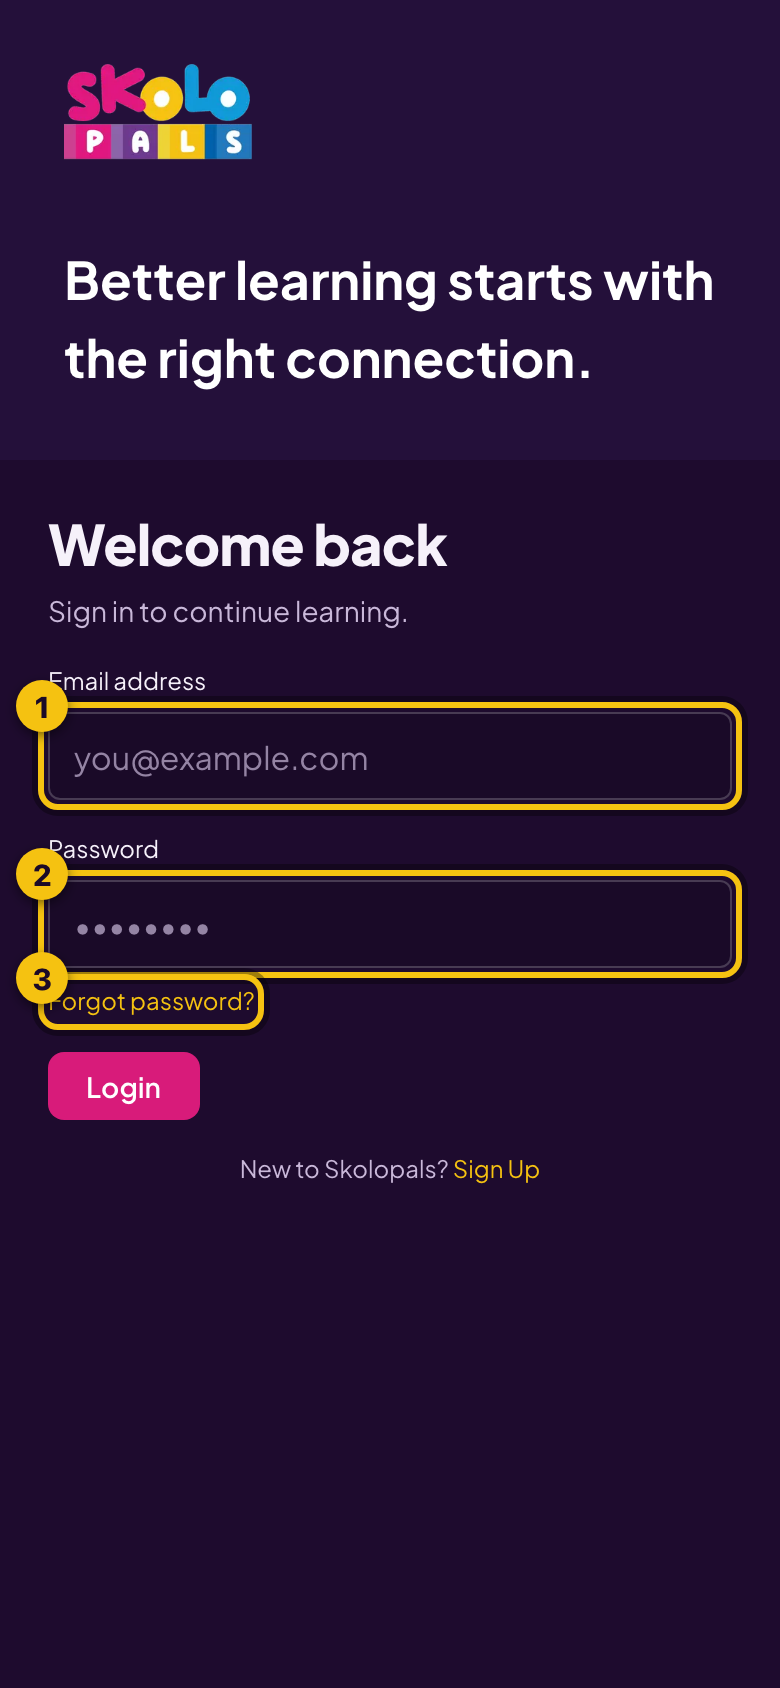 SKOLO
PALS
Better learning starts with
the right connection.
Welcome back
Sign in to continue learning.
Email address
1
you@example.com
Password
2
••••••••
3
Forgot password?
Login
New to Skolopals? Sign Up